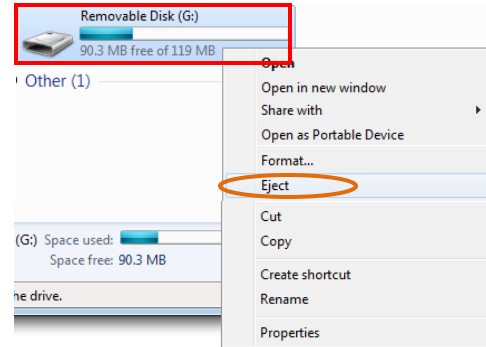 Removable Disk (G:)
90.3 MB free of 119 MB
Other (1)
Open
Open in new window
Share with
Open as Portable Device
Format...
Eject
Cut
Copy
Create shortcut
Rename
Properties
(G:) Space used:
Space free: 90.3 MB
he drive.